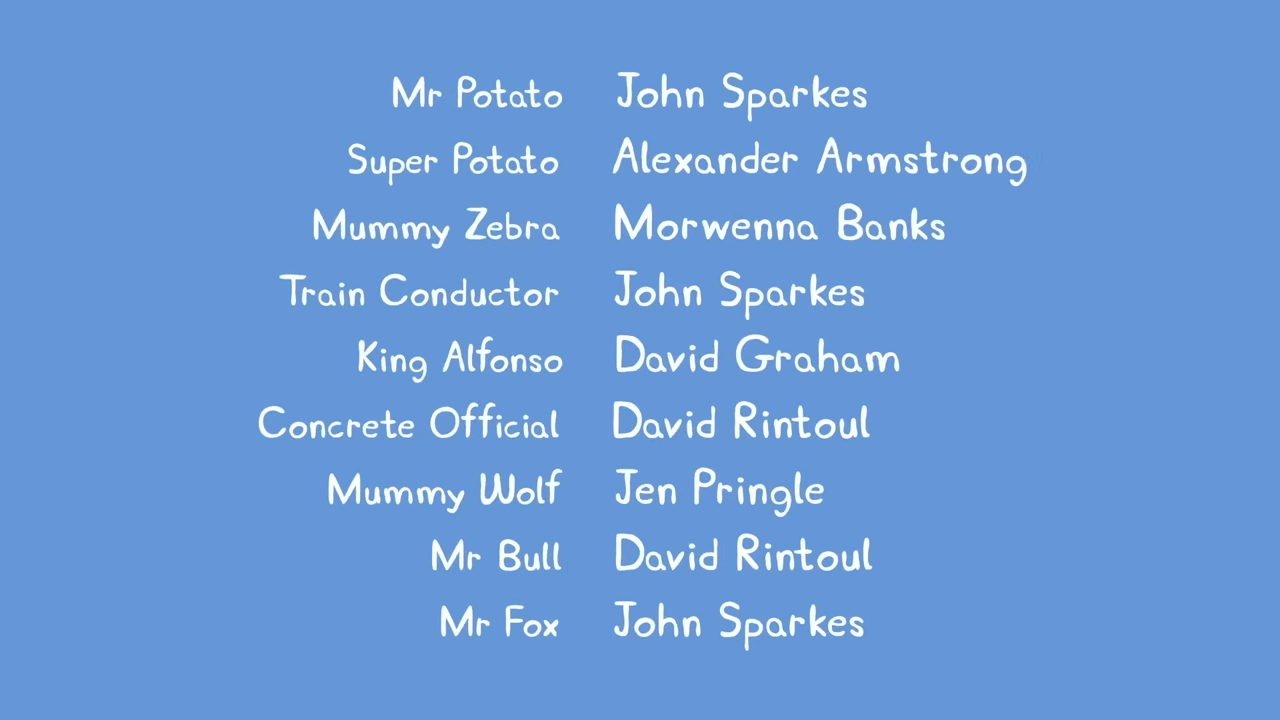 Mr Potato John Sparkes
Super Potato Alexander Armstrong
Mummy Zebra Morwenna Banks
Train Conductor John Sparkes
King Alfonso David Graham
Concrete Official David Rintoul
Mummy Wolf Jen Pringle
Mr Bull David Rintoul
Mr Fox John Sparkes